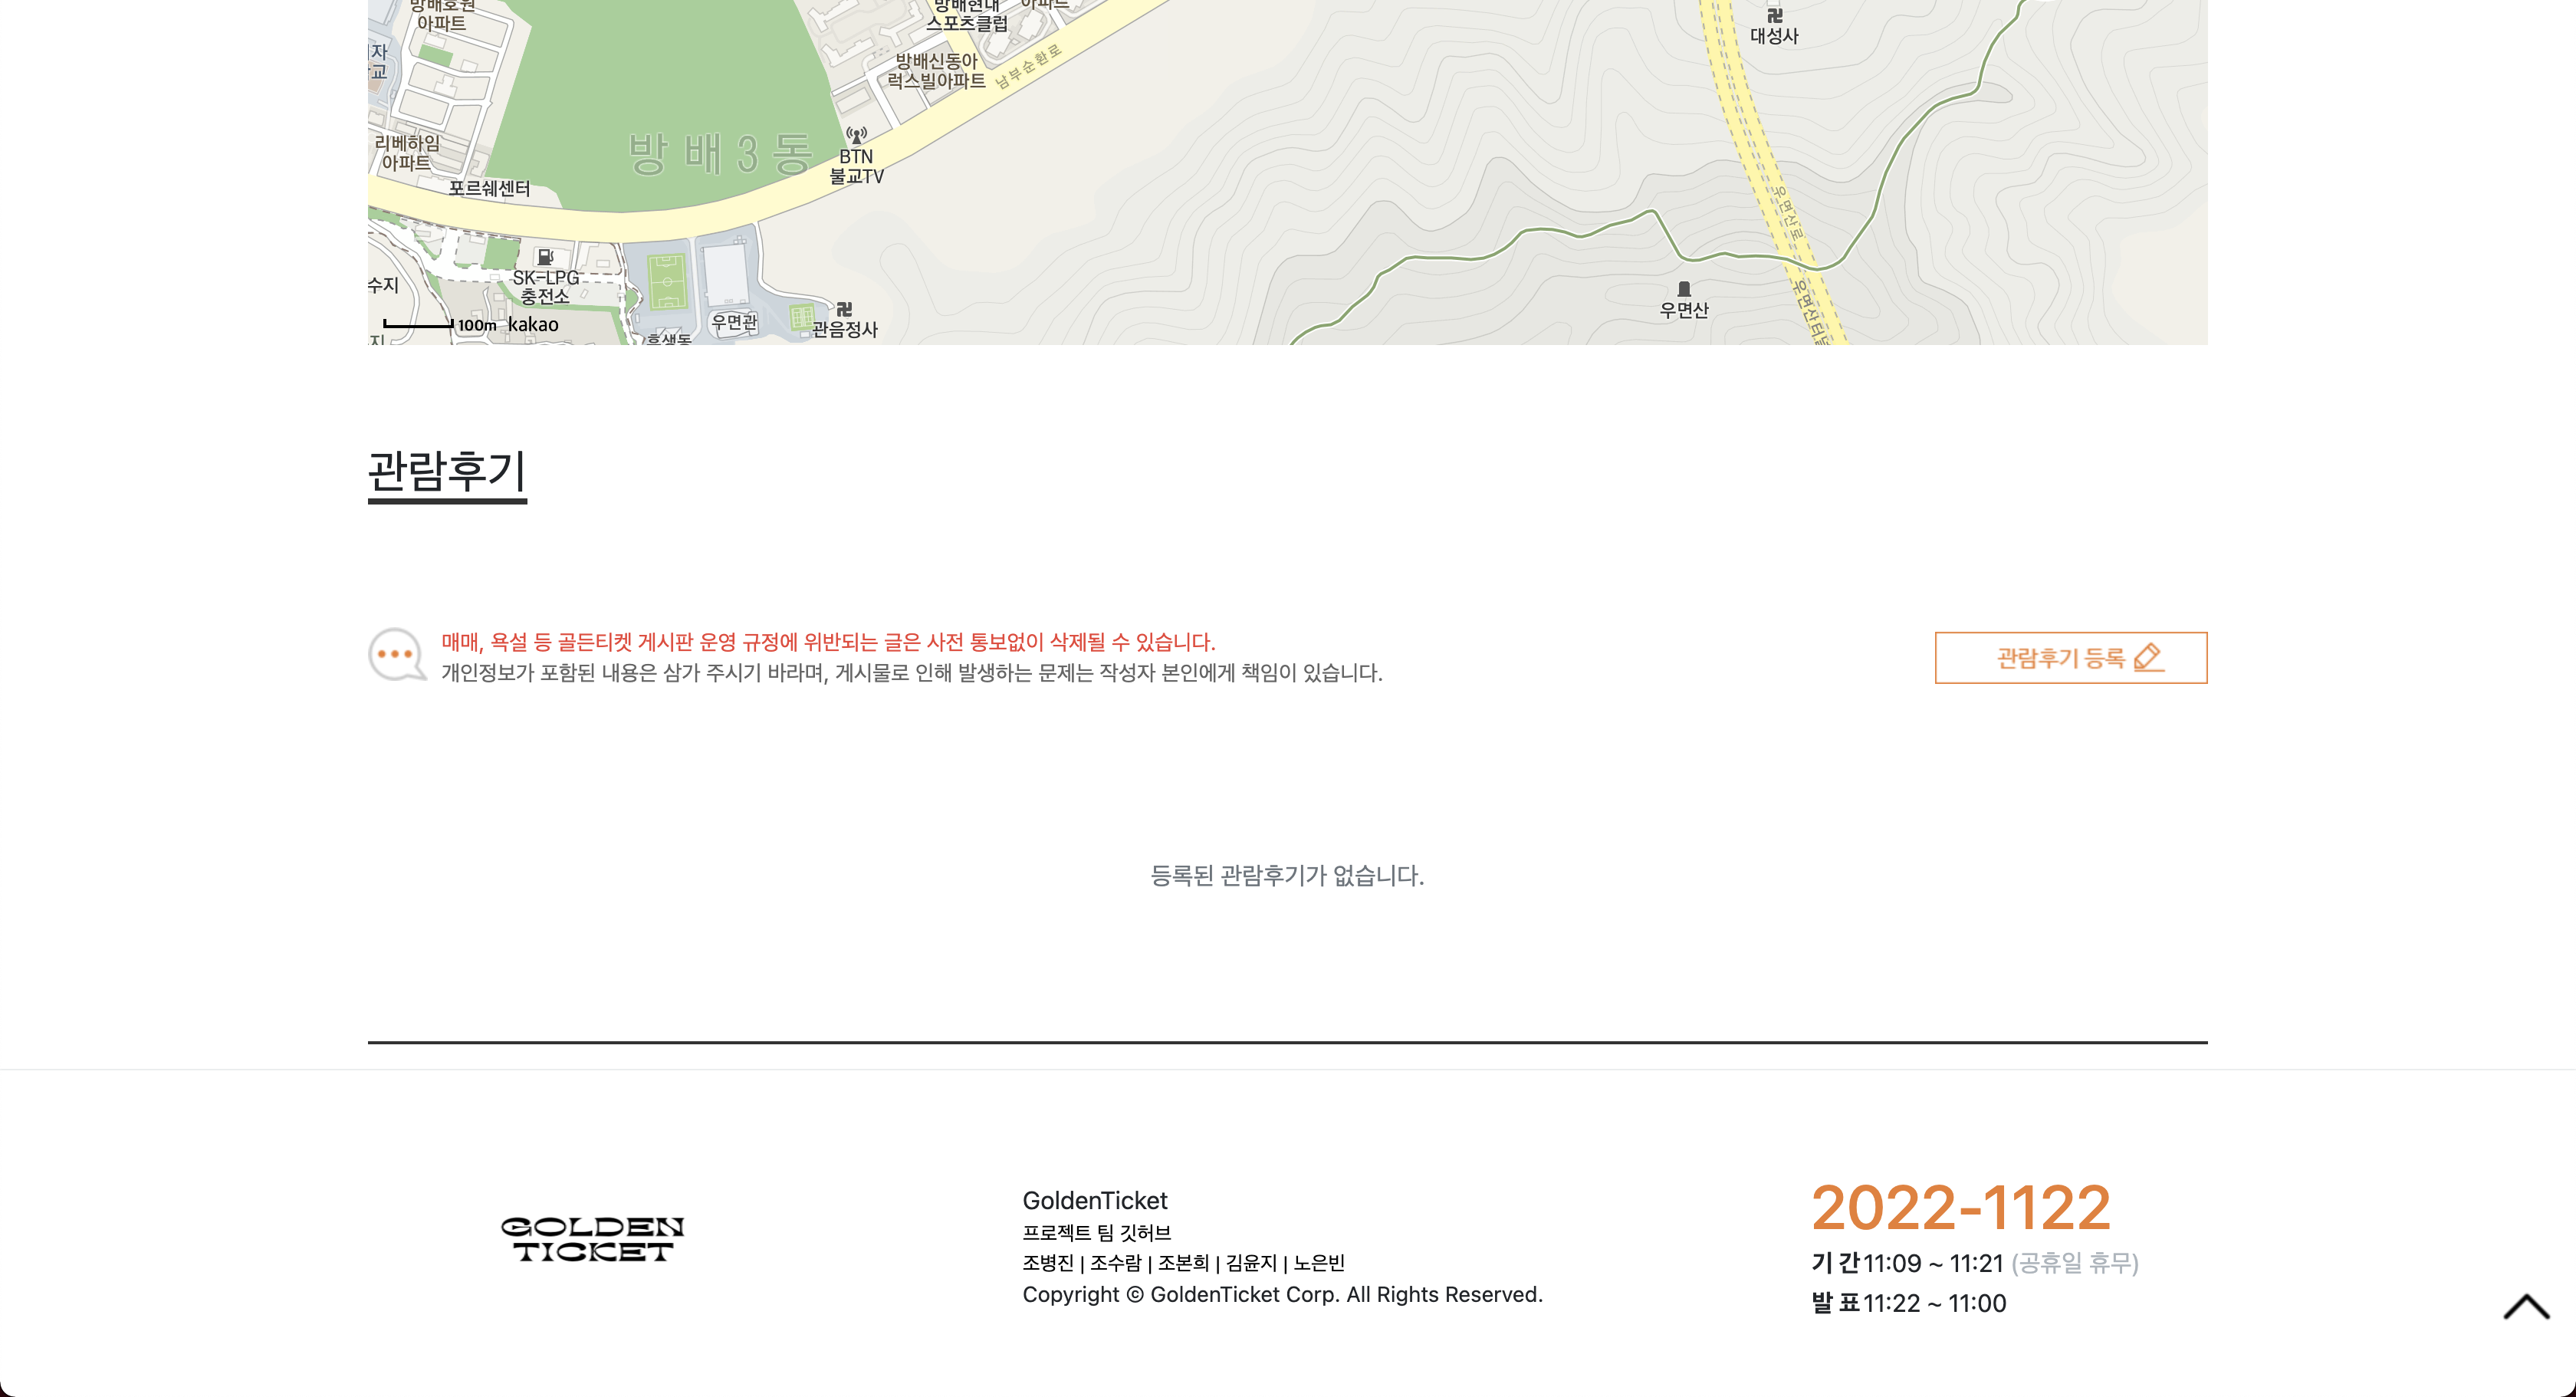 방배현대
스포츠클럽
아파트
대성사
아파트
방배신동아
럭스빌아파트
남부순환로
방배3동
BTN
불교TV
리베하임
아파트
포르쉐센터
우면산로
SK-LPG
충전소
수지
100m kakao
우면관
관음정사
우면산
관람후기
매매, 욕설 등 골든티켓 게시판 운영 규정에 위반되는 글은 사전 통보없이 삭제될 수 있습니다.
개인정보가 포함된 내용은 삼가 주시기 바라며, 게시물로 인해 발생하는 문제는 작성자 본인에게 책임이 있습니다.
관람후기 등록
등록된 관람후기가 없습니다.
GOLDEN
TICKET
GoldenTicket
프로젝트 팀 깃허브
조병진 | 조수람 | 조본희 | 김윤지 | 노은빈
Copyright ⓒ GoldenTicket Corp. All Rights Reserved.
2022-1122
기 간 11:09 ~ 11:21 (공휴일 휴무)
발 표 11:22 ~ 11:00